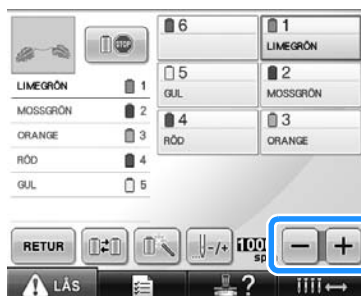 6
1
LIMEGRÖN
STOP
LIMEGRÖN 1
5
GUL
2
MOSSGRÖN
MOSSGRÖN 2
ORANGE 3
4
RÖD
3
ORANGE
RÖD 4
GUL 5
RETUR
-/+
− +
LÅS
?